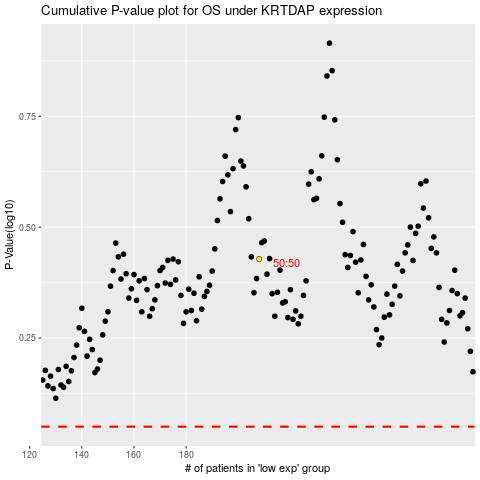 Cumulative P-value plot for OS under KRTDAP expression
P-Value(log10)
0.75
0.50
0.25
50:50
120 140 160 180
# of patients in 'low exp' group